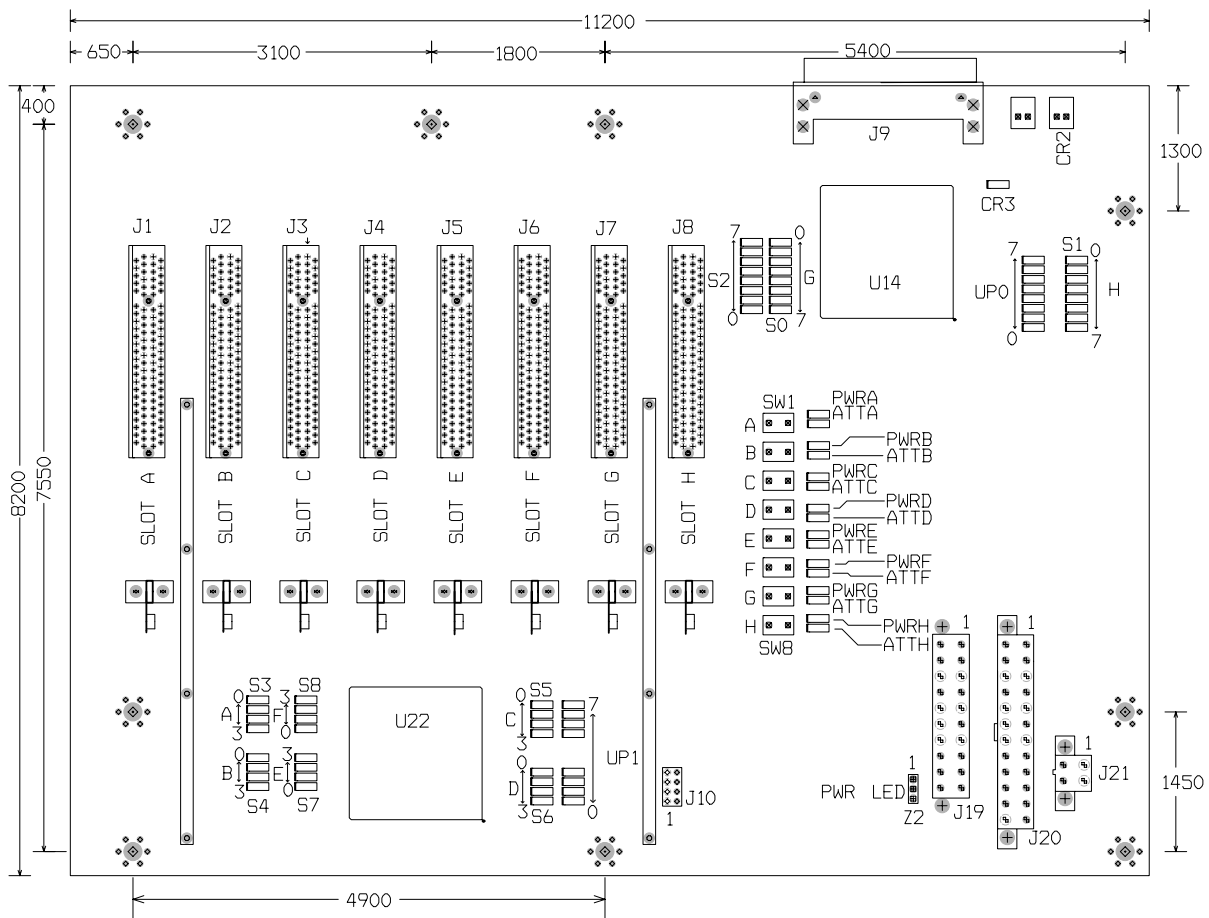 11200
650
3100
1800
5400
400
J9
CR2
1300
CR3
J1
J2
J3
J4
J5
J6
J7
J8
7
0
S2
G
0
S0
7
U14
7
S1
0
UP0
H
0
7
8200
7550
SLOT A
SLOT B
SLOT C
SLOT D
SLOT E
SLOT F
SLOT G
SLOT H
SW1
PWRA
ATTA
A
B
PWRB
ATTB
C
PWRC
ATTC
D
PWRD
ATTD
E
PWRE
ATTE
F
PWRF
ATTF
G
PWRG
ATTG
H
PWRH
ATTH
SW8
1
1
0
S3
3
S8
A
F
3
0
0
3
B
E
3
0
S4
S7
U22
0
S5
7
C
3
UP1
D
3
0
S6
J10
1
1
PWR LED
Z2
J19
J20
1
J21
1450
4900